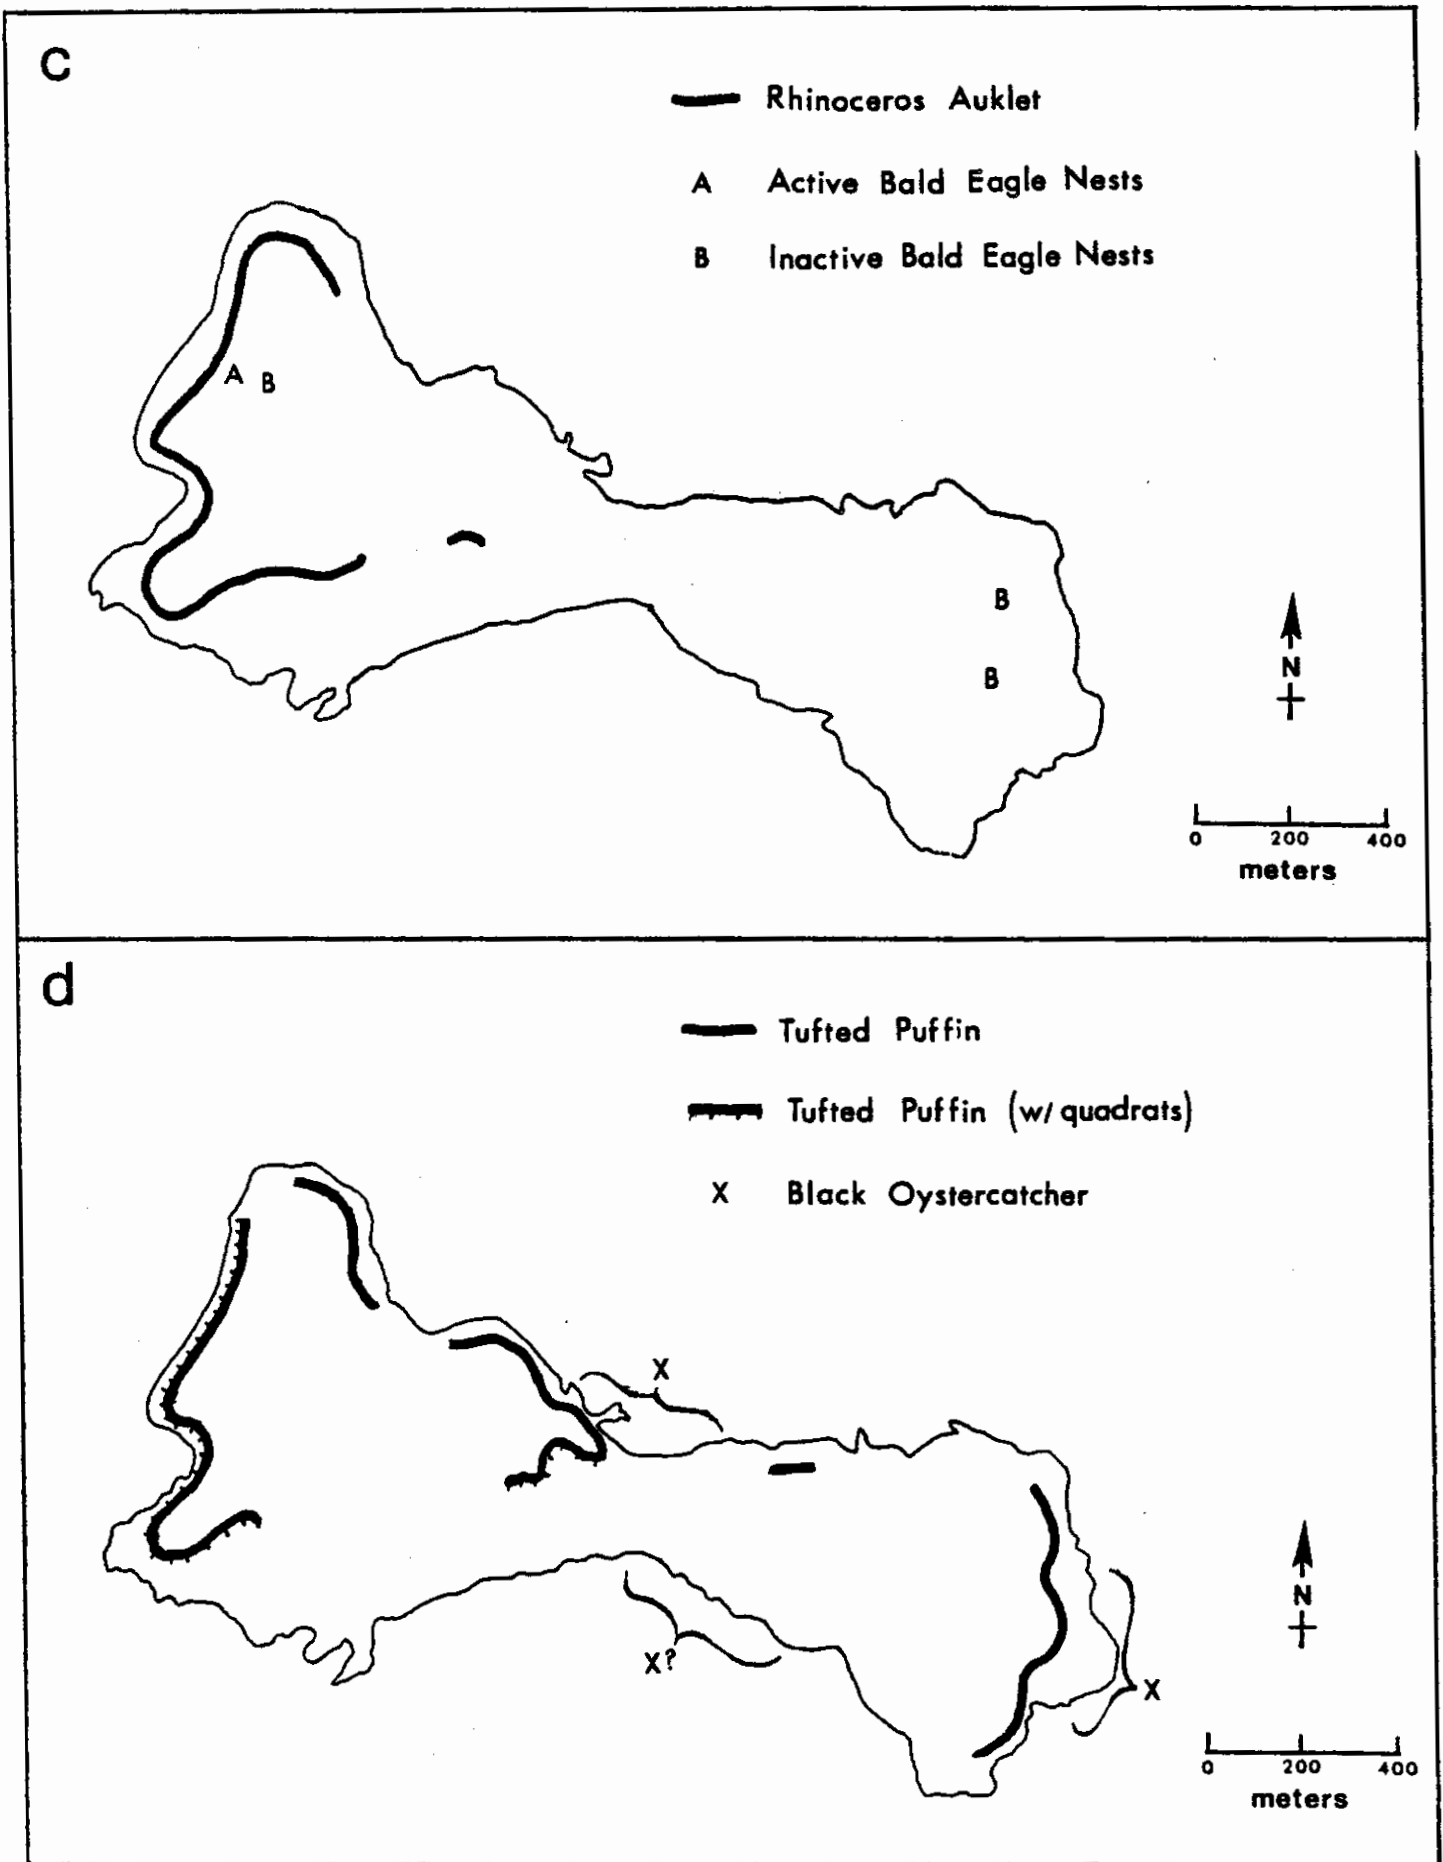 c
Rhinoceros Auklet
A Active Bald Eagle Nests
B Inactive Bald Eagle Nests
A B
B
B
N
0 200 400
meters
d
Tufted Puffin
Tufted Puffin (w/ quadrats)
X Black Oystercatcher
X
X?
X
N
0 200 400
meters